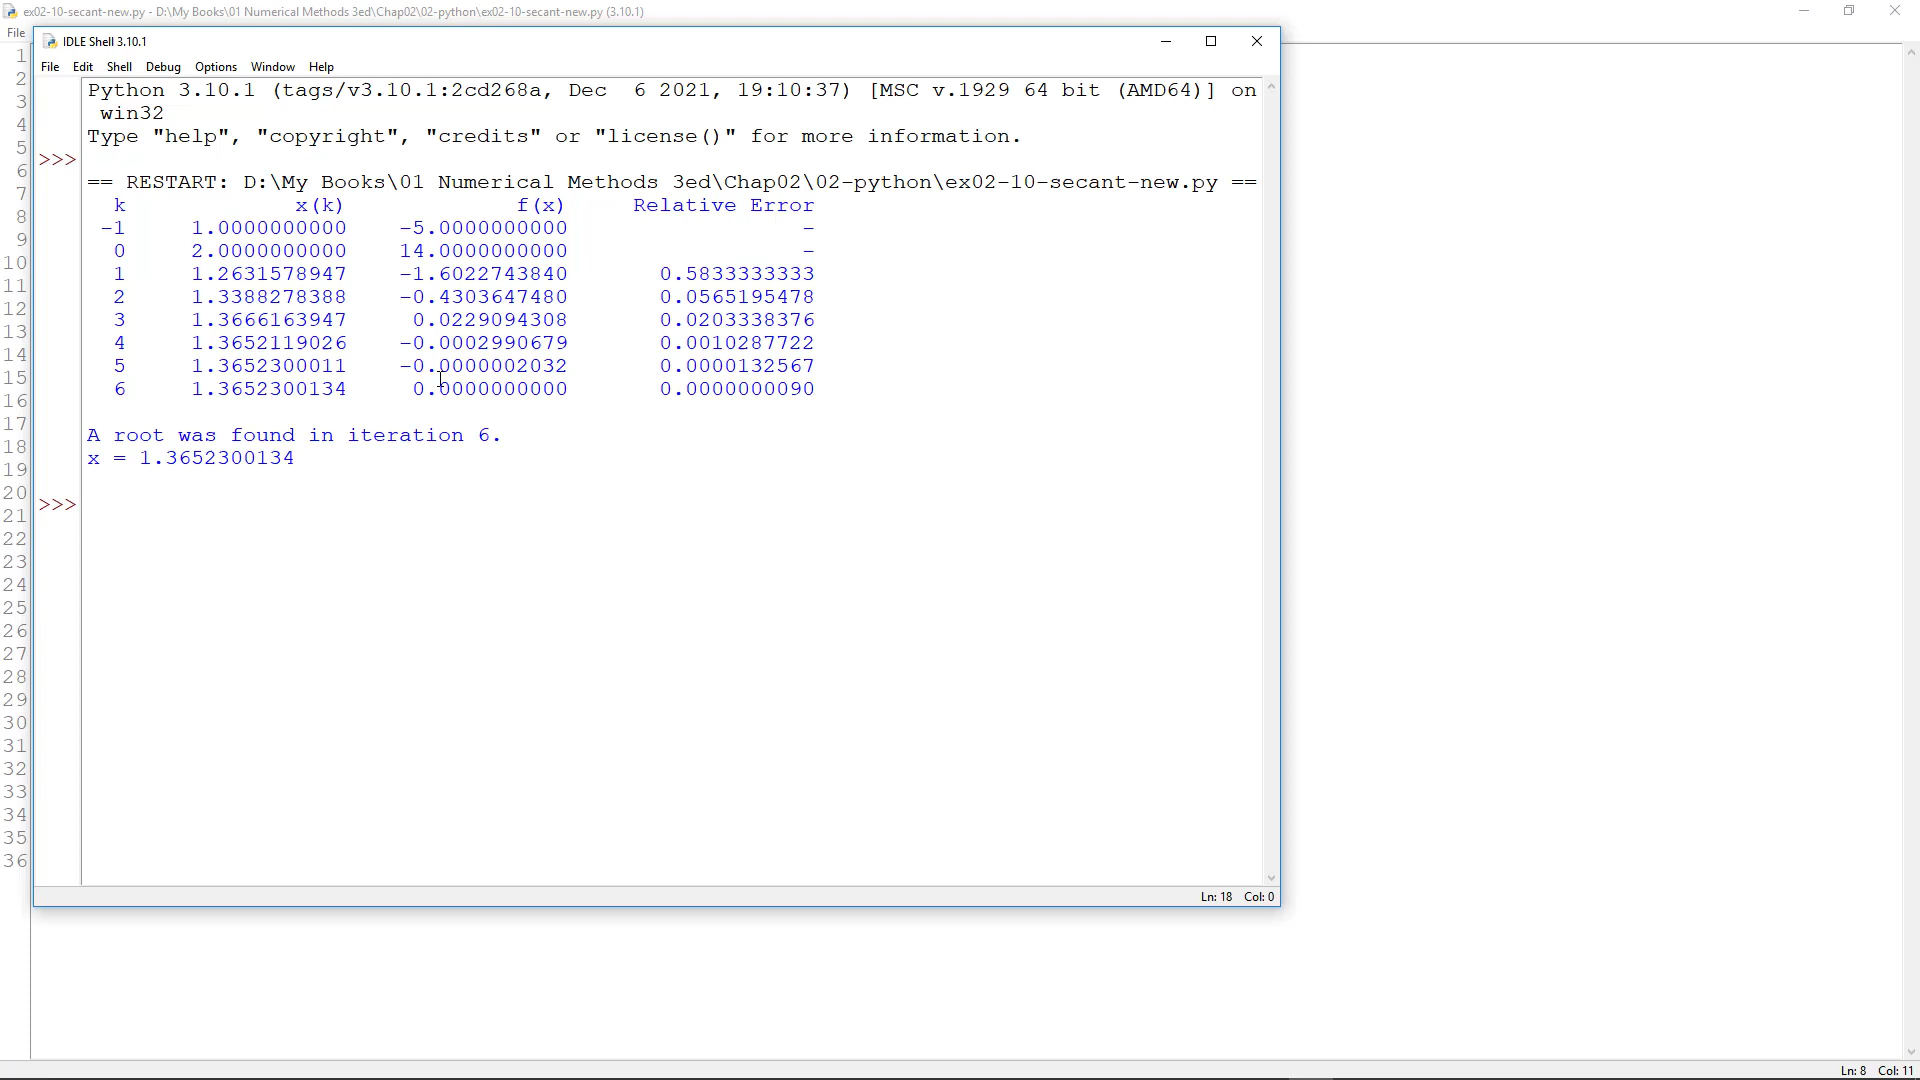 ex02-10-secant-new.py - D:\My Books\01 Numerical Methods 3ed\Chap02\02-python\ex02-10-secant-new.py (3.10.1)
File
IDLE Shell 3.10.1
File Edit Shell Debug Options Window Help
Python 3.10.1 (tags/v3.10.1:2cd268a, Dec  6 2021, 19:10:37) [MSC v.1929 64 bit (AMD64)] on
win32
Type "help", "copyright", "credits" or "license()" for more information.
>>>
== RESTART: D:\My Books\01 Numerical Methods 3ed\Chap02\02-python\ex02-10-secant-new.py ==
k x(k) f(x) Relative Error
-1 1.0000000000 -5.0000000000 -
0 2.0000000000 14.0000000000 -
1 1.2631578947 -1.6022743840 0.5833333333
2 1.3388278388 -0.4303647480 0.0565195478
3 1.3666163947 0.0229094308 0.0203338376
4 1.3652119026 -0.0002990679 0.0010287722
5 1.3652300011 -0.0000002032 0.0000132567
6 1.3652300134 0.0000000000 0.0000000090
A root was found in iteration 6.
x = 1.3652300134
>>>
Ln: 18 Col: 0
1
2
3
4
5
6
7
8
9
10
11
12
13
14
15
16
17
18
19
20
21
22
23
24
25
26
27
28
29
30
31
32
33
34
35
36
Ln: 8 Col: 11